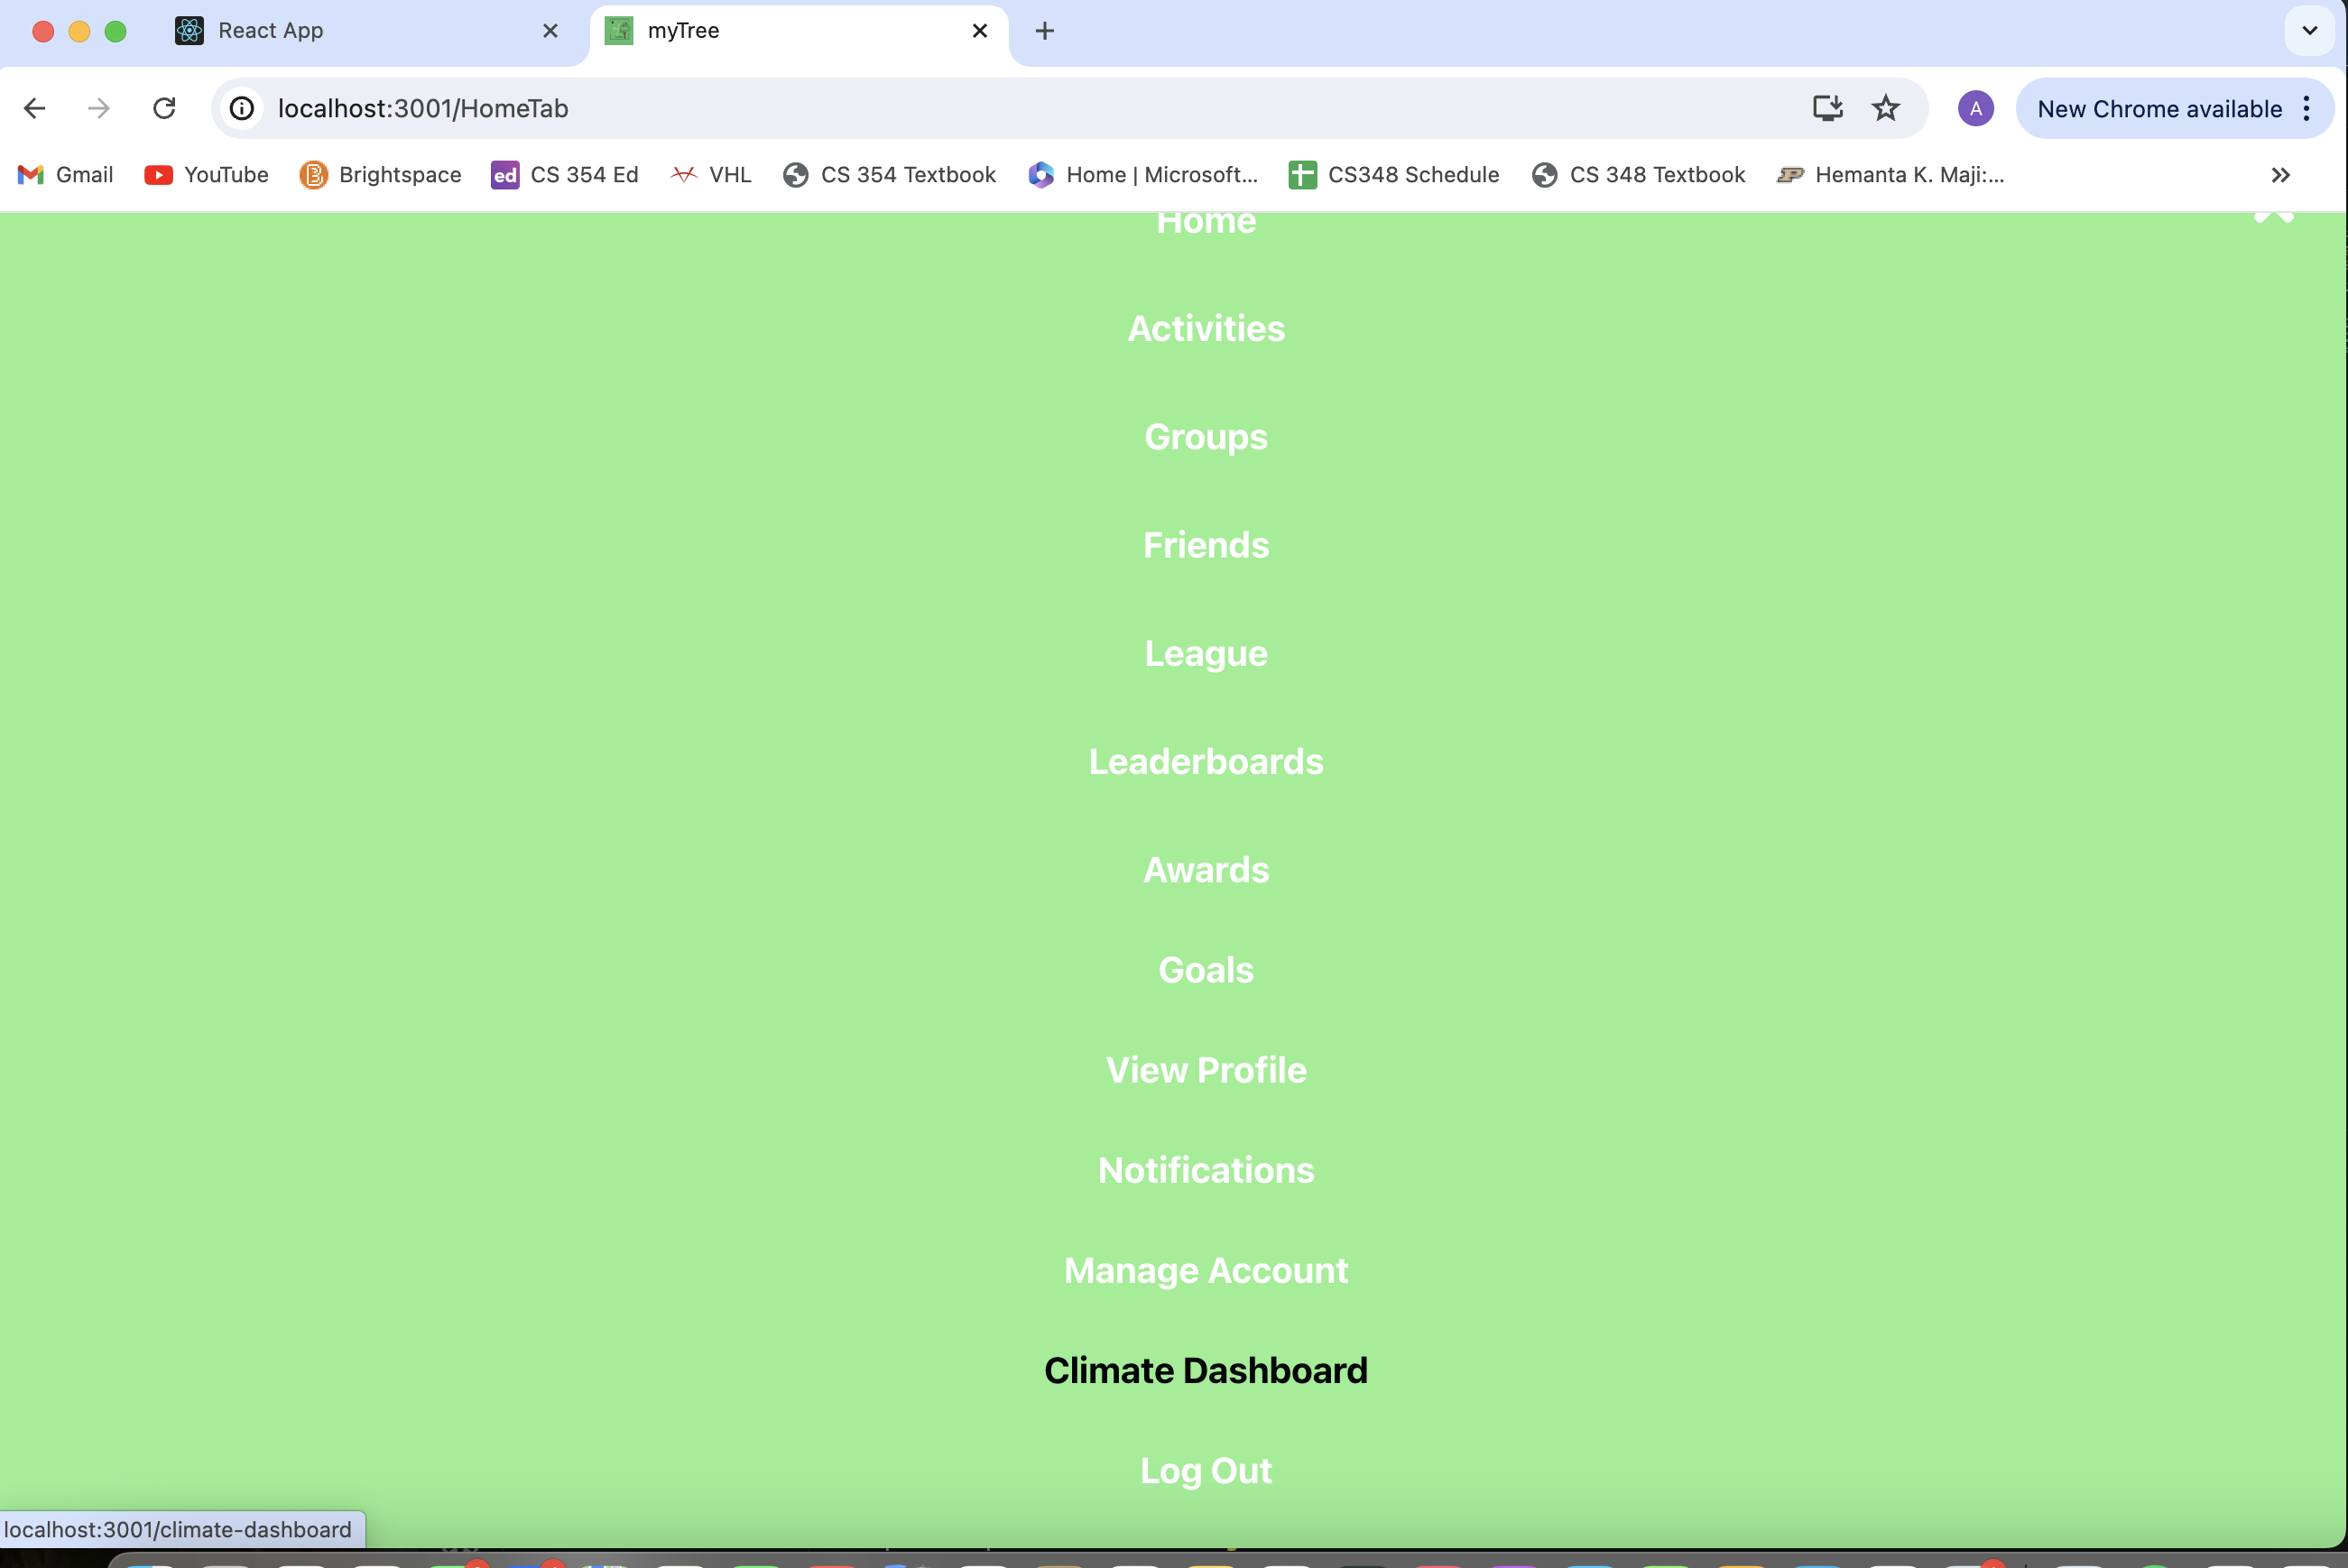 React App
myTree
localhost:3001/HomeTab
A
New Chrome available
Gmail
YouTube
Brightspace
ed CS 354 Ed
VHL
CS 354 Textbook
Home | Microsoft...
CS348 Schedule
CS 348 Textbook
Hemanta K. Maji:...
Home
Activities
Groups
Friends
League
Leaderboards
Awards
Goals
View Profile
Notifications
Manage Account
Climate Dashboard
Log Out
localhost:3001/climate-dashboard